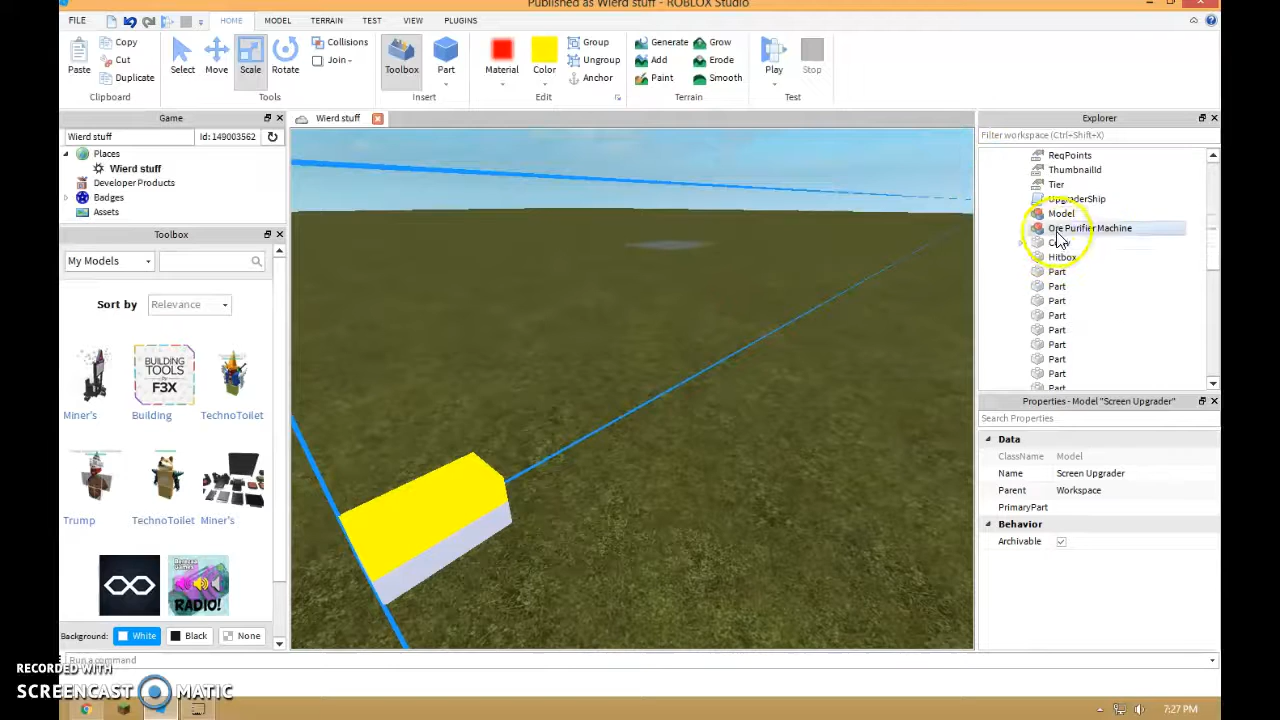 Published as Wierd stuff - ROBLOX Studio
FILE HOME MODEL TERRAIN TEST VIEW PLUGINS
Paste Copy Cut Duplicate Clipboard
Select Move Scale Rotate Collisions Join Tools
Toolbox Part Insert
Material Color Group Ungroup Anchor Edit
Generate Grow Add Erode Paint Smooth Terrain
Play Stop Test
Game
Wierd stuff Id: 149003562
Places
Wierd stuff
Developer Products
Badges
Assets
Toolbox
My Models
Sort by Relevance
Miner's Building TechnoToilet
BUILDING TOOLS by F3X
Trump TechnoToilet Miner's
RADIO!
Background: White Black None
Run a command
Wierd stuff
Explorer
Filter workspace (Ctrl+Shift+X)
ReqPoints
ThumbnailId
Tier
UpgraderShip
Model
Ore Purifier Machine
Hitbox
Part
Part
Part
Part
Part
Part
Part
Part
Part
Properties - Model "Screen Upgrader"
Search Properties
Data
ClassName Model
Name Screen Upgrader
Parent Workspace
PrimaryPart
Behavior
Archivable
RECORDED WITH
SCREENCAST MATIC
7:27 PM